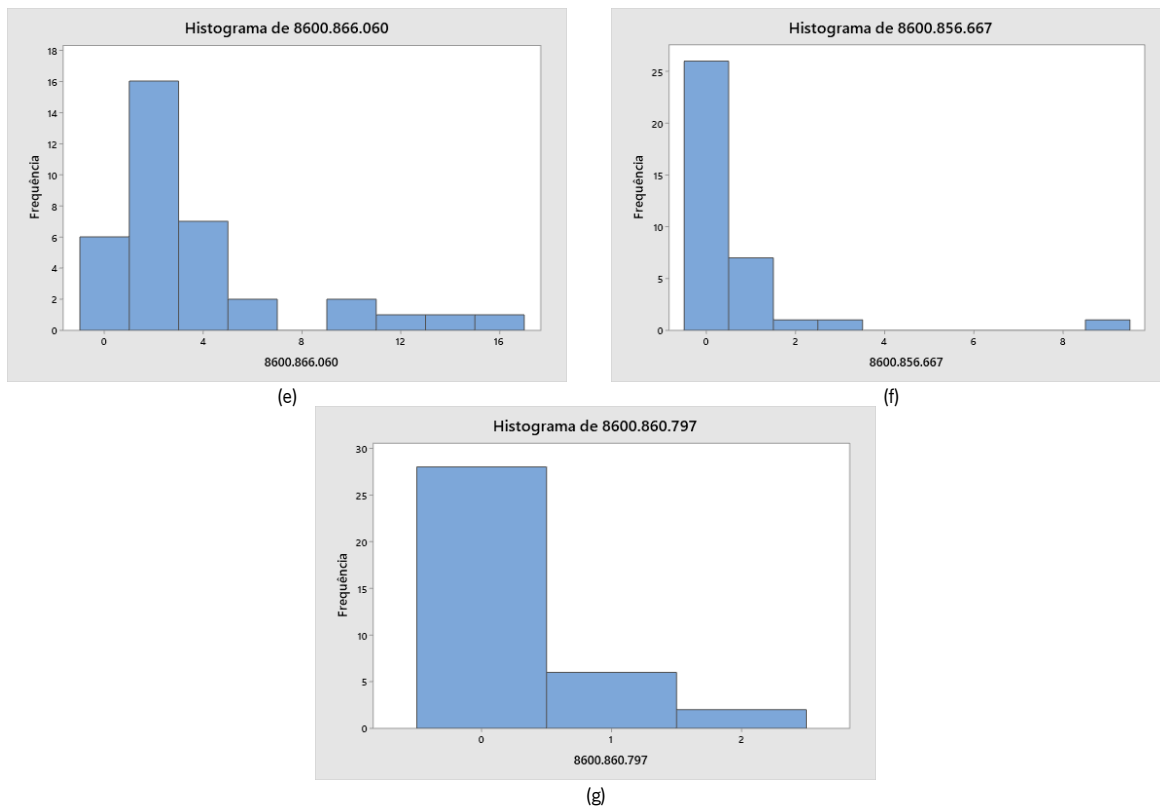 Histograma de 8600.866.060
Frequência
18
16
14
12
10
8
6
4
2
0
0 4 8 12 16
8600.866.060
(e)
Histograma de 8600.856.667
Frequência
25
20
15
10
5
0
0 2 4 6 8
8600.856.667
(f)
Histograma de 8600.860.797
Frequência
30
25
20
15
10
5
0
0 1 2
8600.860.797
(g)